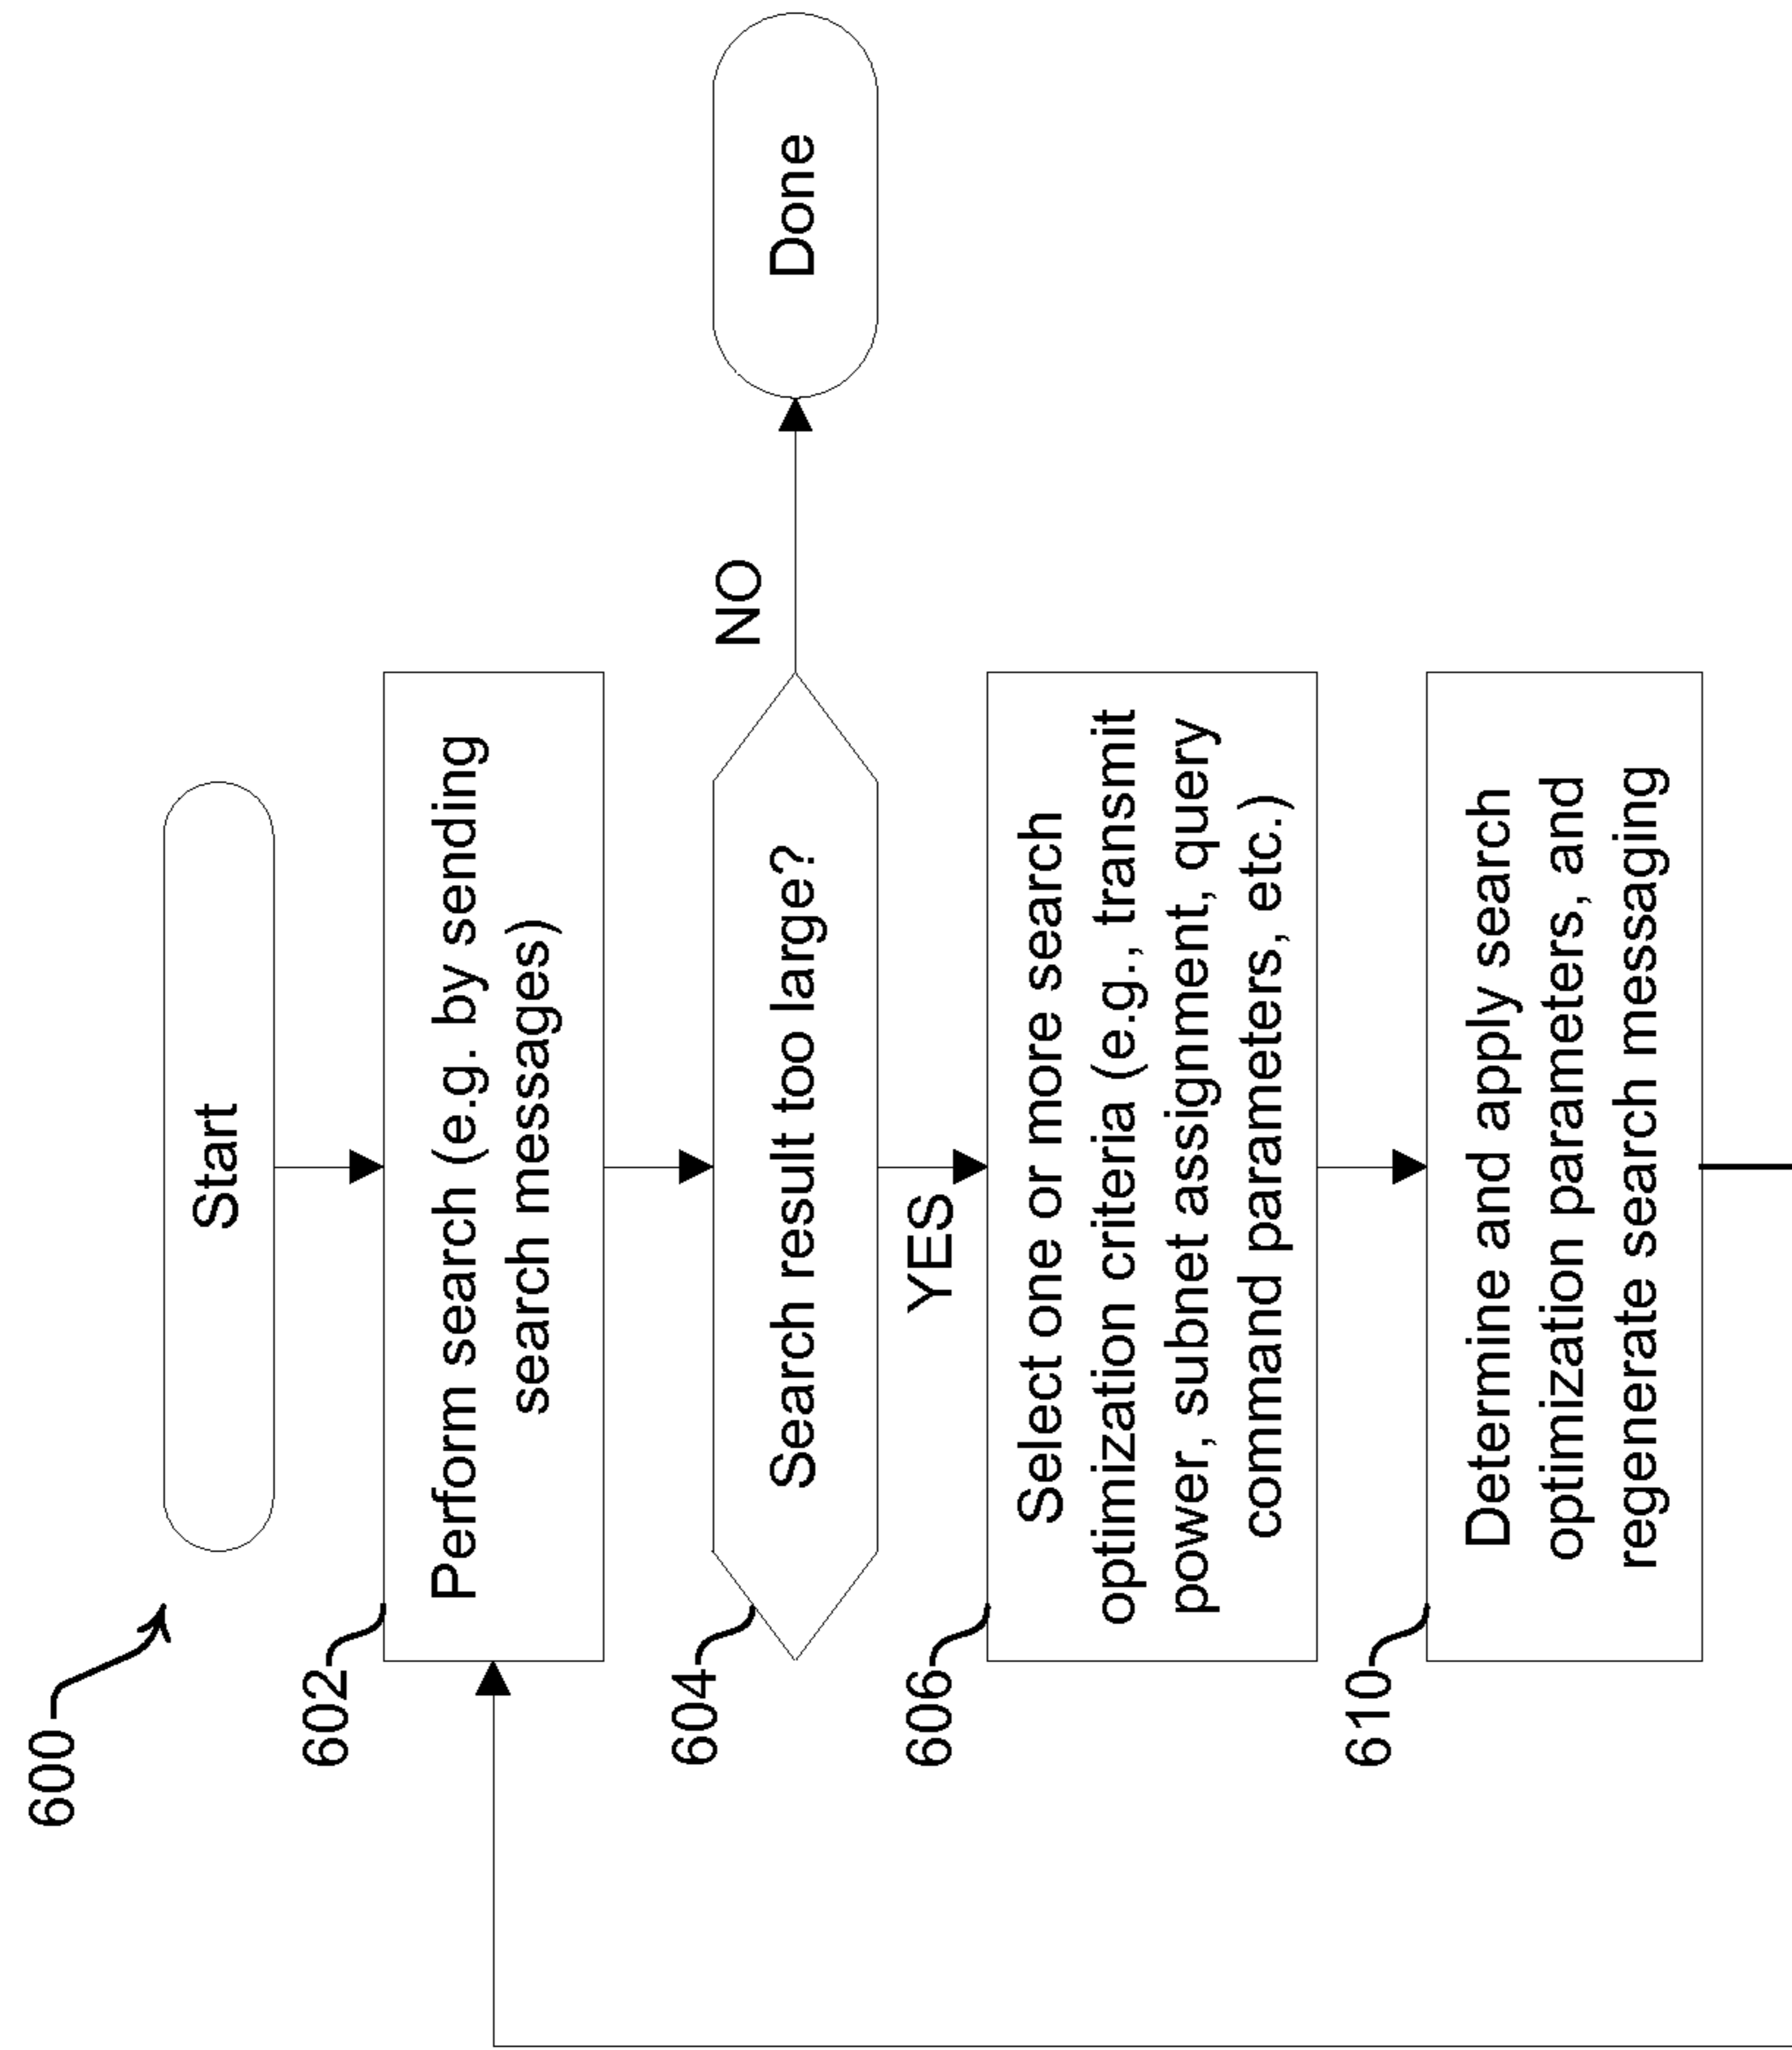 600
Start
602
Perform search (e.g. by sending
search messages)
604
Search result too large?
NO
Done
YES
606
Select one or more search
optimization criteria (e.g., transmit
power, subnet assignment, query
command parameters, etc.)
610
Determine and apply search
optimization parameters, and
regenerate search messaging